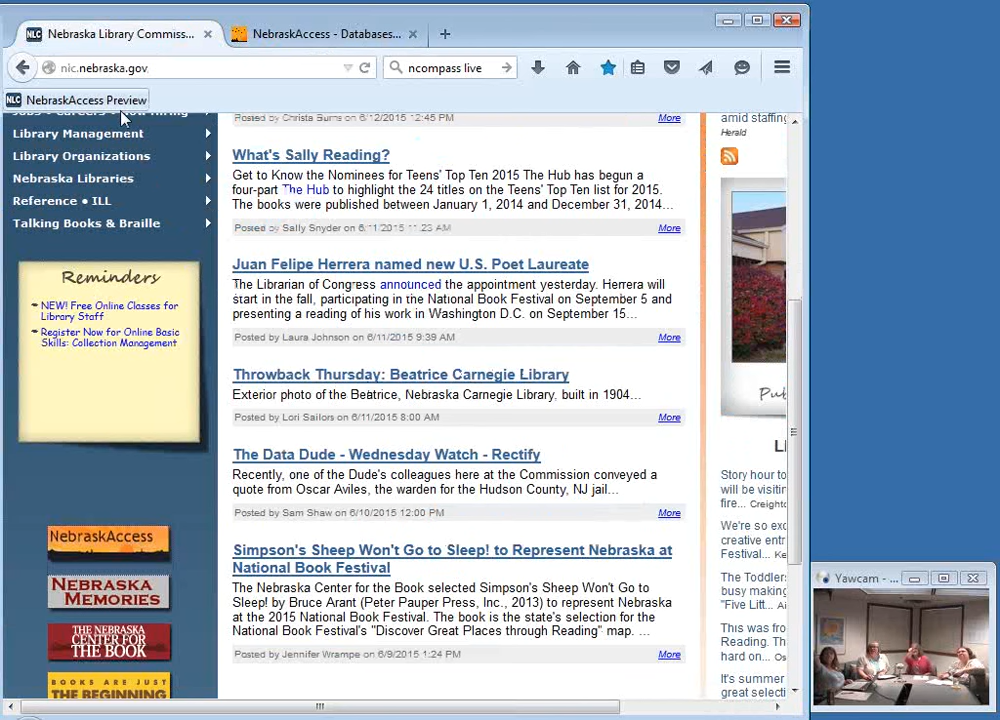 Nebraska Library Commiss...
NebraskAccess - Databases...
nlc.nebraska.gov
ncompass live
NebraskAccess Preview
Library Management
Library Organizations
Nebraska Libraries
Reference • ILL
Talking Books & Braille
Reminders
NEW! Free Online Classes for
Library Staff
Register Now for Online Basic
Skills: Collection Management
NebraskAccess
NEBRASKA
MEMORIES
THE NEBRASKA
CENTER FOR
THE BOOK
BOOKS ARE JUST
THE BEGINNING
Posted by Christa Burns on 6/12/2015 12:45 PM
More
What's Sally Reading?
Get to Know the Nominees for Teens' Top Ten 2015 The Hub has begun a
four-part The Hub to highlight the 24 titles on the Teens' Top Ten list for 2015.
The books were published between January 1, 2014 and December 31, 2014...
Posted by Sally Snyder on 6/11/2015 11:23 AM
More
Juan Felipe Herrera named new U.S. Poet Laureate
The Librarian of Congress announced the appointment yesterday. Herrera will
start in the fall, participating in the National Book Festival on September 5 and
presenting a reading of his work in Washington D.C. on September 15...
Posted by Laura Johnson on 6/11/2015 9:39 AM
More
Throwback Thursday: Beatrice Carnegie Library
Exterior photo of the Beatrice, Nebraska Carnegie Library, built in 1904...
Posted by Lori Sailors on 6/11/2015 8:00 AM
More
The Data Dude - Wednesday Watch - Rectify
Recently, one of the Dude's colleagues here at the Commission conveyed a
quote from Oscar Aviles, the warden for the Hudson County, NJ jail...
Posted by Sam Shaw on 6/10/2015 12:00 PM
More
Simpson's Sheep Won't Go to Sleep! to Represent Nebraska at
National Book Festival
The Nebraska Center for the Book selected Simpson's Sheep Won't Go to
Sleep! by Bruce Arant (Peter Pauper Press, Inc., 2013) to represent Nebraska
at the 2015 National Book Festival. The book is the state's selection for the
National Book Festival's "Discover Great Places through Reading" map. ...
Posted by Jennifer Wrampe on 6/9/2015 1:24 PM
More
amid staffing
Herald
Story hour to
will be visiti
fire... Creight
We're so exc
creative entr
Festival...
The Toddler
busy making
"Five Litt...
This was fro
Reading. Th
hard on...
It's summer
great selecti
Yawcam - ...